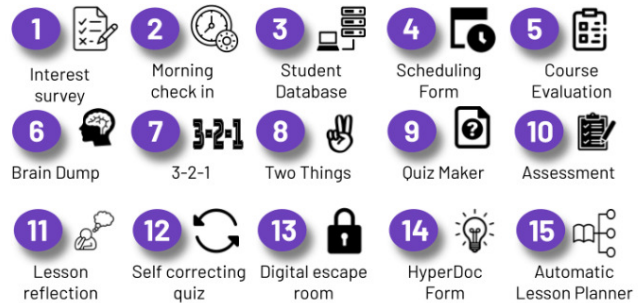 1
Interest
survey
2
Morning
check in
3
Student
Database
4
Scheduling
Form
5
Course
Evaluation
6
Brain Dump
7
3-2-1
3-2-1
8
Two Things
9
?
Quiz Maker
10
Assessment
11
Lesson
reflection
12
Self correcting
quiz
13
Digital escape
room
14
HyperDoc
Form
15
Automatic
Lesson Planner